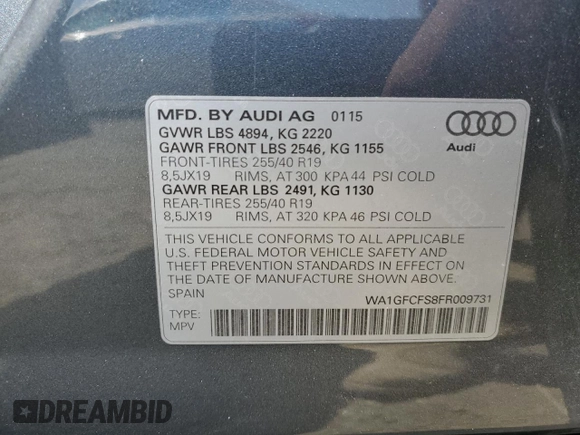 MFD. BY AUDI AG 0115
GVWR LBS 4894, KG 2220
GAWR FRONT LBS 2546, KG 1155
FRONT-TIRES 255/40 R19
8,5JX19 RIMS, AT 300 KPA 44 PSI COLD
GAWR REAR LBS 2491, KG 1130
REAR-TIRES 255/40 R19
8,5JX19 RIMS, AT 320 KPA 46 PSI COLD
Audi
THIS VEHICLE CONFORMS TO ALL APPLICABLE
U.S. FEDERAL MOTOR VEHICLE SAFETY AND
THEFT PREVENTION STANDARDS IN EFFECT ON
THE DATE OF MANUFACTURE SHOWN ABOVE.
SPAIN WA1GFCFS8FR009731
TYPE:
MPV
DREAMBID